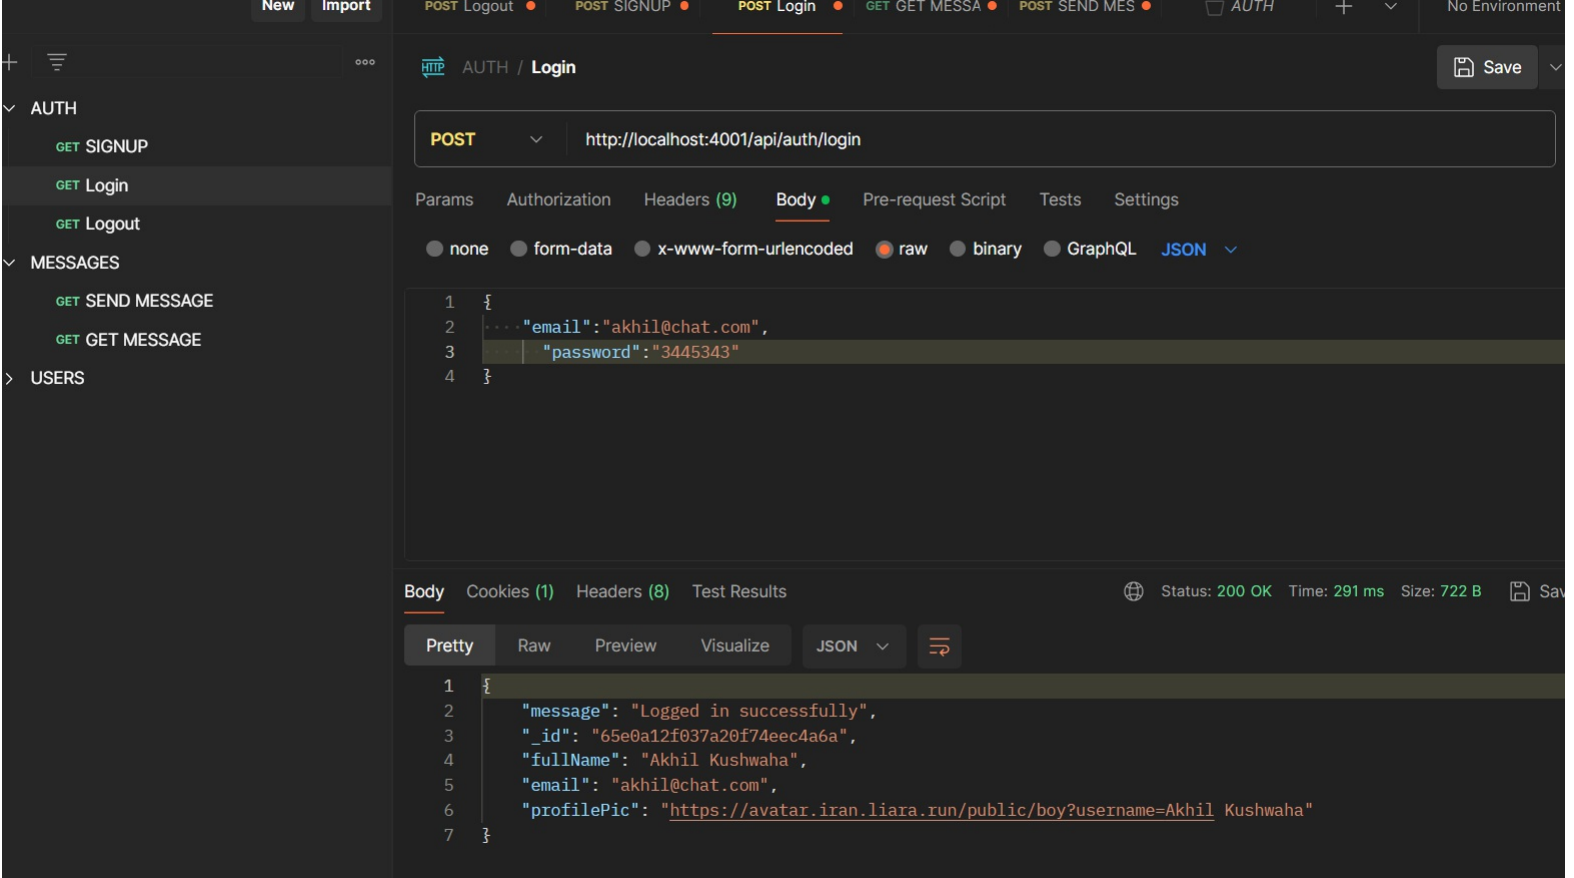 New Import
POST Logout POST SIGNUP POST Login GET GET MESSA POST SEND MES AUTH No Environment
HTTP AUTH / Login
Save
AUTH
GET SIGNUP
GET Login
GET Logout
MESSAGES
GET SEND MESSAGE
GET GET MESSAGE
USERS
POST http://localhost:4001/api/auth/login
Params Authorization Headers (9) Body Pre-request Script Tests Settings
none form-data x-www-form-urlencoded raw binary GraphQL JSON
1 {
2 "email":"akhil@chat.com",
3 "password":"3445343"
4 }
Body Cookies (1) Headers (8) Test Results Status: 200 OK Time: 291 ms Size: 722 B Sav
Pretty Raw Preview Visualize JSON
1 {
2 "message": "Logged in successfully",
3 "_id": "65e0a12f037a20f74eec4a6a",
4 "fullName": "Akhil Kushwaha",
5 "email": "akhil@chat.com",
6 "profilePic": "https://avatar.iran.liara.run/public/boy?username=Akhil Kushwaha"
7 }